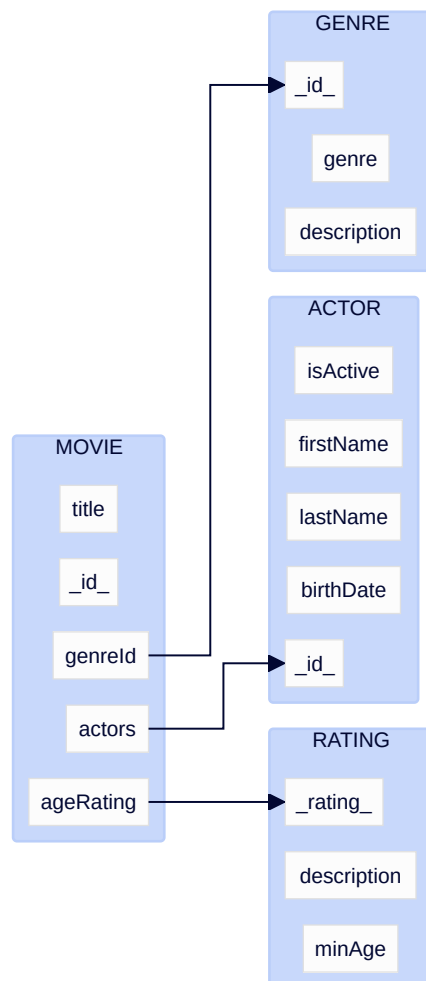 GENRE
_id_
genre
description
ACTOR
isActive
firstName
lastName
birthDate
_id_
MOVIE
title
_id_
genreId
actors
ageRating
RATING
_rating_
description
minAge